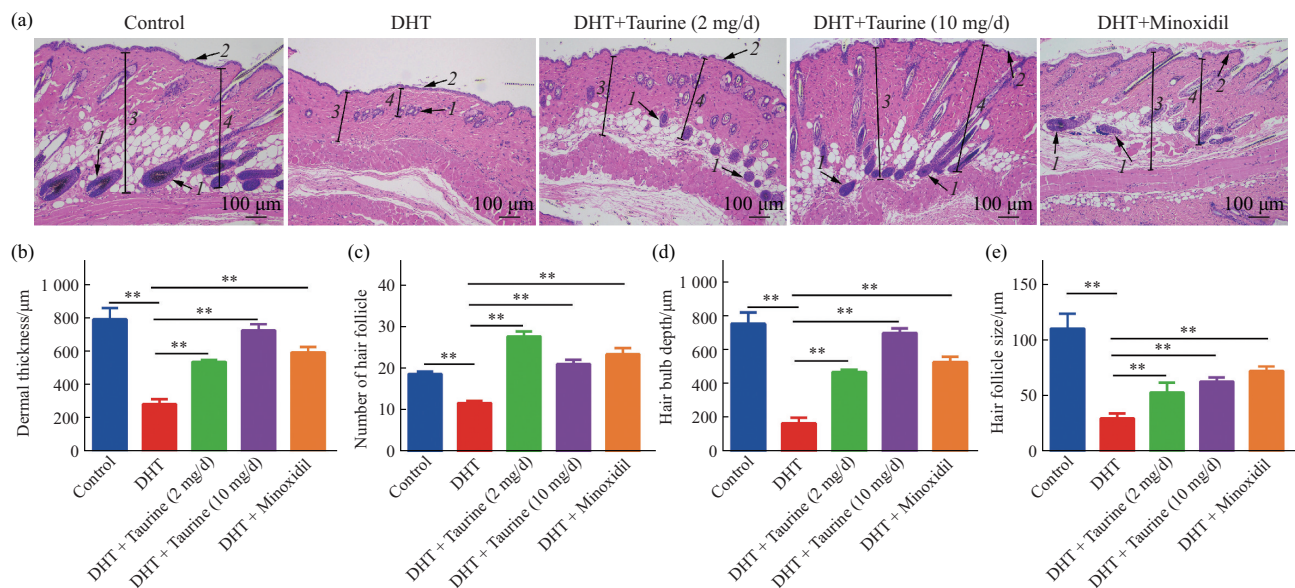 (a)
Control
DHT
DHT+Taurine (2 mg/d)
DHT+Taurine (10 mg/d)
DHT+Minoxidil
2
1
3
4
1
100 μm
2
3
4
1
100 μm
2
1
3
4
1
100 μm
2
3
4
1
1
100 μm
2
3
4
1
1
100 μm
(b)
Dermal thickness/μm
1 000
800
600
400
200
0
**
**
**
**
Control
DHT
DHT + Taurine (2 mg/d)
DHT + Taurine (10 mg/d)
DHT + Minoxidil
(c)
Number of hair follicle
40
30
20
10
0
**
**
**
**
Control
DHT
DHT + Taurine (2 mg/d)
DHT + Taurine (10 mg/d)
DHT + Minoxidil
(d)
Hair bulb depth/μm
1 000
800
600
400
200
0
**
**
**
**
Control
DHT
DHT + Taurine (2 mg/d)
DHT + Taurine (10 mg/d)
DHT + Minoxidil
(e)
Hair follicle size/μm
150
100
50
0
**
**
**
**
Control
DHT
DHT + Taurine (2 mg/d)
DHT + Taurine (10 mg/d)
DHT + Minoxidil